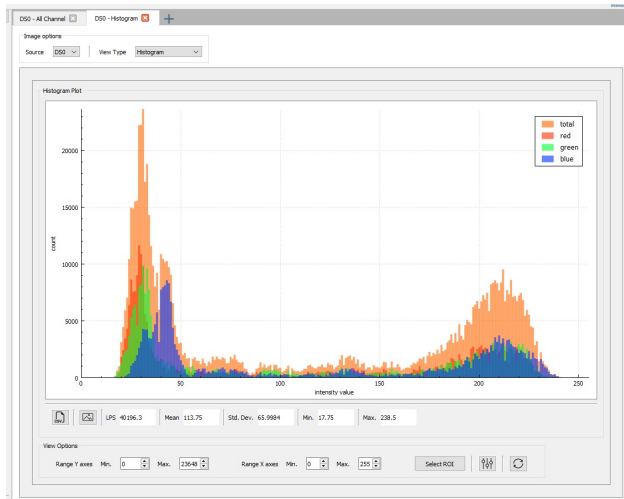 DS0 - All Channel DS0 - Histogram
Image options
Source DS0 View Type Histogram
Histogram Plot
total
red
green
blue
20000
15000
10000
5000
0
count
0 50 100 150 200 250
intensity value
CSV LPS 40196.3 Mean 113.75 Std. Dev. 65.9984 Min. 17.75 Max. 238.5
View Options
Range Y axes Min. 0 Max. 23648 Range X axes Min. 0 Max. 255 Select ROI